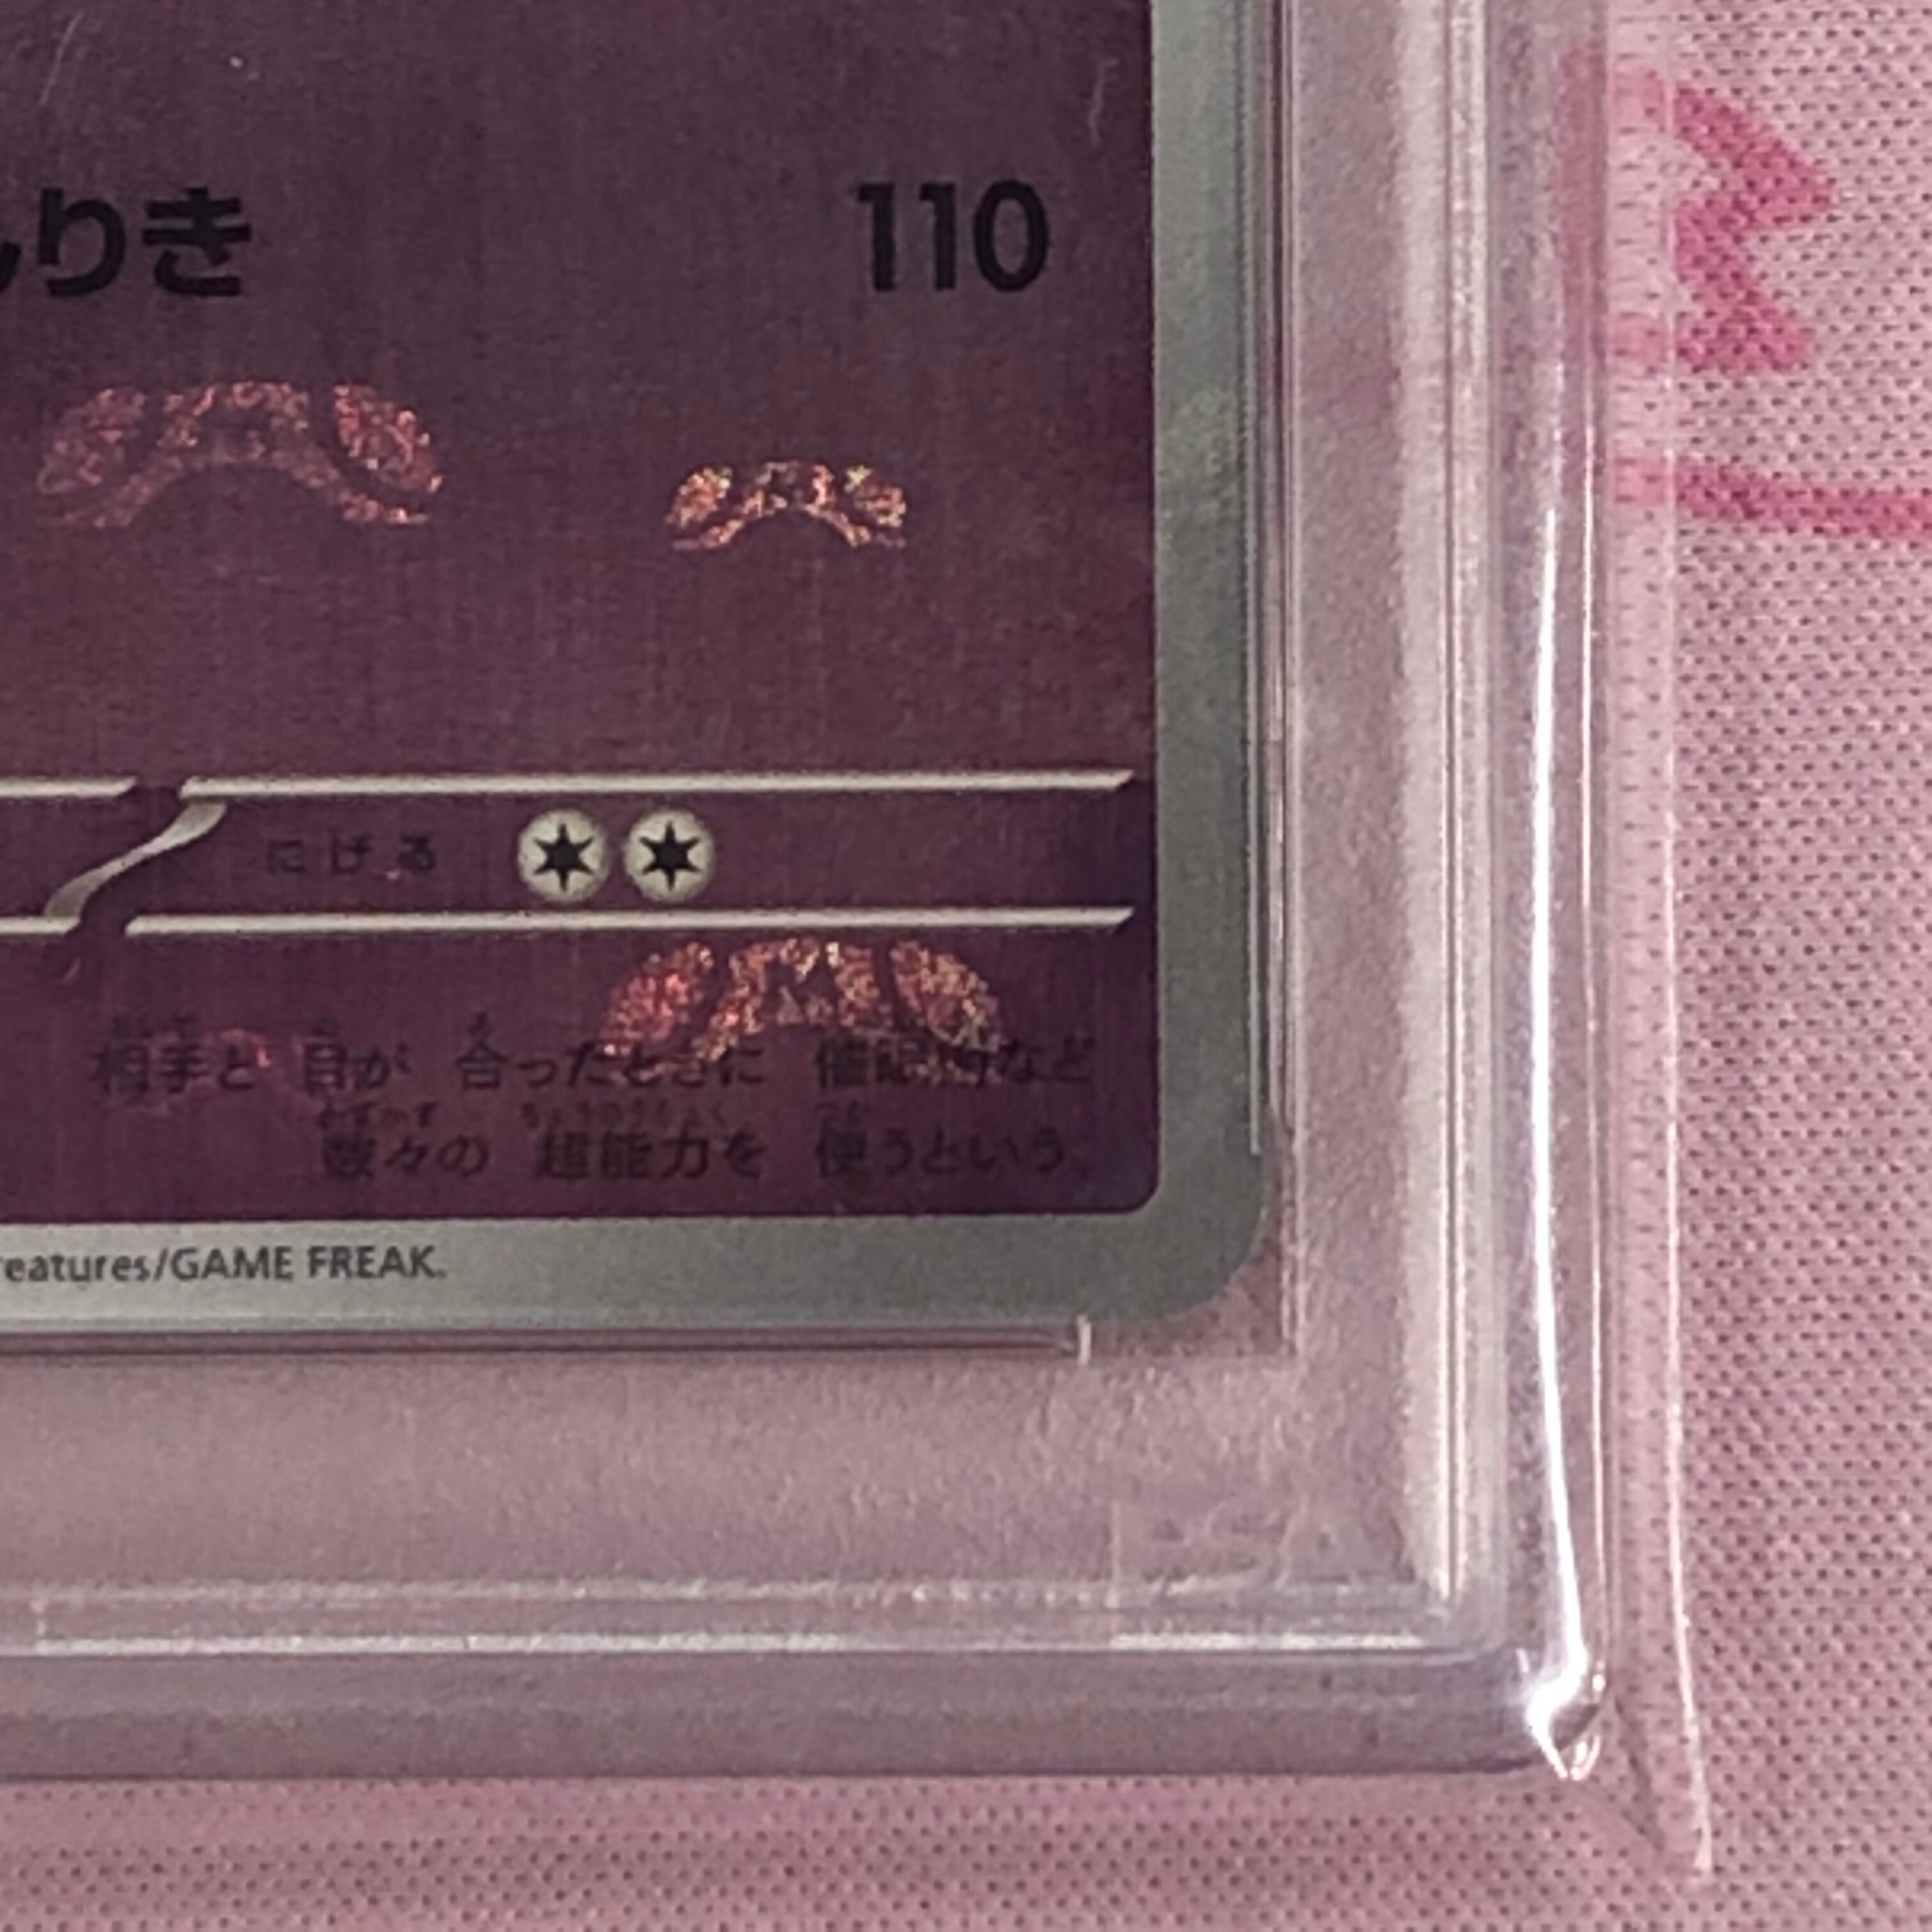 りき 110
にげる
相手と 目が 合ったときに 催眠術など
数々の 超能力を 使うという。
reatures/GAME FREAK.
PSA